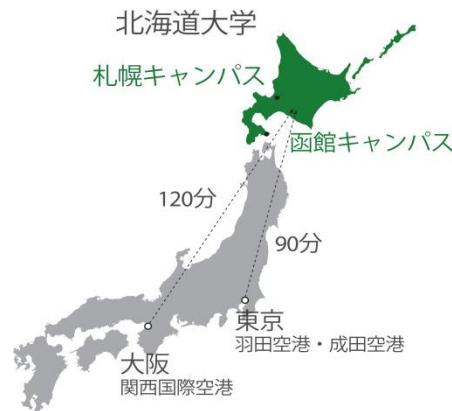 北海道大学
札幌キャンパス
函館キャンパス
120分
90分
東京
羽田空港・成田空港
大阪
関西国際空港